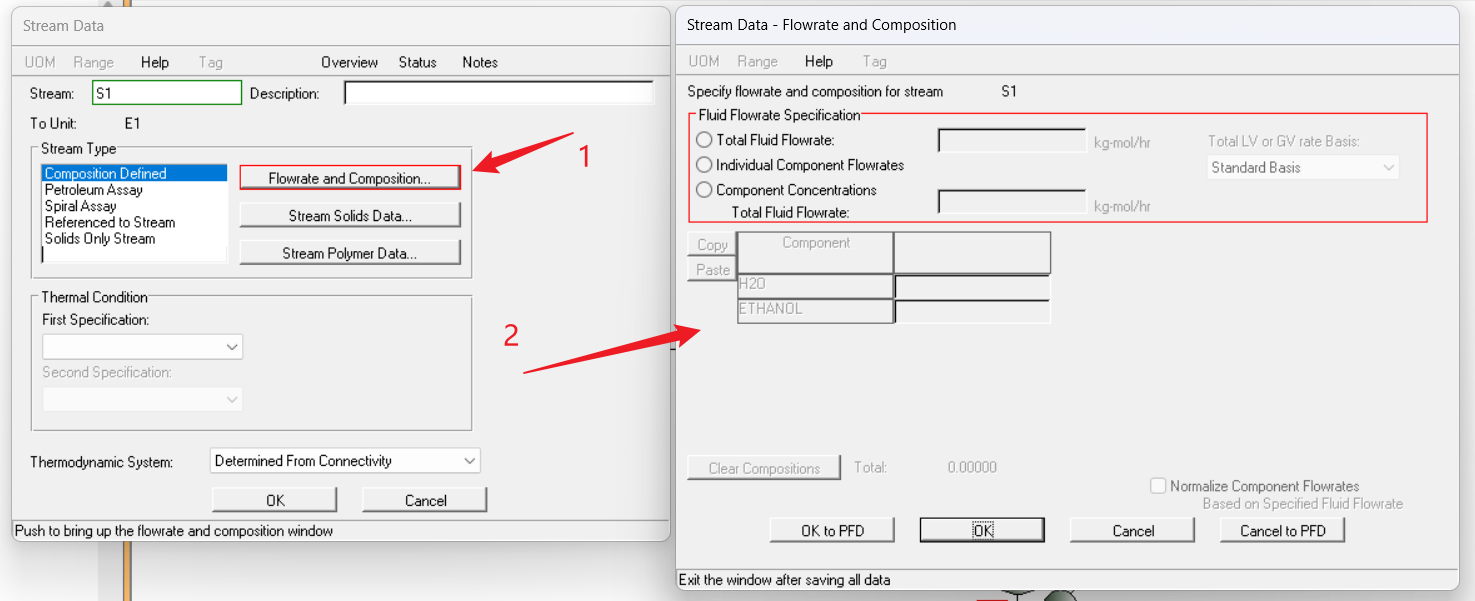 Stream Data
UOM Range Help Tag Overview Status Notes
Stream: S1 Description:
To Unit: E1
Stream Type
Composition Defined
Petroleum Assay
Spiral Assay
Referenced to Stream
Solids Only Stream
Flowrate and Composition...
Stream Solids Data...
Stream Polymer Data...
1
Thermal Condition
First Specification:
Second Specification:
2
Thermodynamic System: Determined From Connectivity
OK Cancel
Push to bring up the flowrate and composition window
Stream Data - Flowrate and Composition
UOM Range Help Tag
Specify flowrate and composition for stream S1
Fluid Flowrate Specification
Total Fluid Flowrate: kg-mol/hr
Individual Component Flowrates
Component Concentrations
Total Fluid Flowrate: kg-mol/hr
Total LV or GV rate Basis:
Standard Basis
Copy
Paste
Component
H2O
ETHANOL
Clear Compositions Total: 0.00000
Normalize Component Flowrates
Based on Specified Fluid Flowrate
OK to PFD OK Cancel Cancel to PFD
Exit the window after saving all data